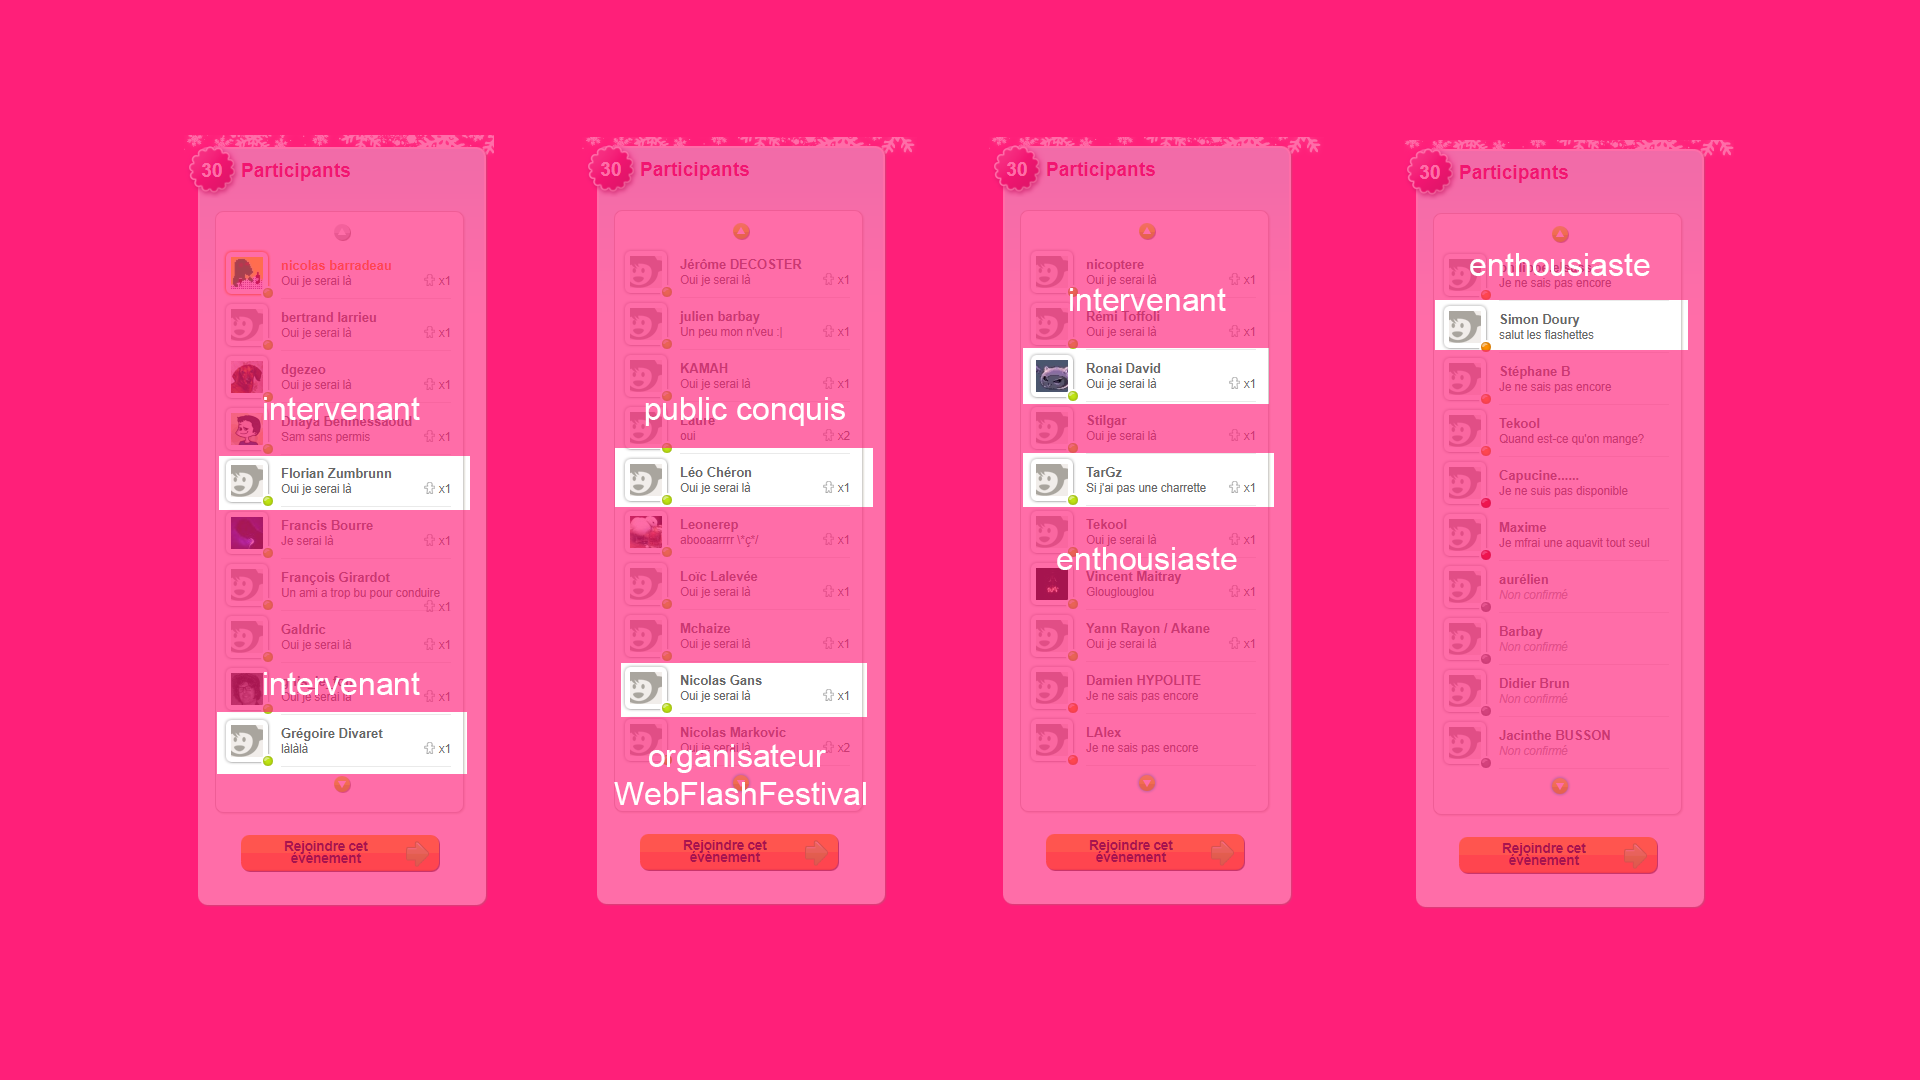 30 Participants
nicolas barradeau
Oui je serai là x1
bertrand larrieu
Oui je serai là x1
dgezeo
Oui je serai là x1
intervenant
Dhaya Benmessaoud
Sam sans permis x1
Florian Zumbrunn
Oui je serai là x1
Francis Bourre
Je serai là x1
François Girardot
Un ami a trop bu pour conduire
x1
Galdric
Oui je serai là x1
intervenant
Oui je serai là x1
Grégoire Divaret
làlàlà x1
Rejoindre cet
évènement
30 Participants
Jérôme DECOSTER
Oui je serai là x1
julien barbay
Un peu mon n'veu :| x1
KAMAH
Oui je serai là x1
public conquis
Laure
oui x2
Léo Chéron
Oui je serai là x1
Leonerep
abooaarrrr \°ç°/ x1
Loïc Lalevée
Oui je serai là x1
Mchaize
Oui je serai là x1
Nicolas Gans
Oui je serai là x1
Nicolas Markovic
Oui je serai là x2
organisateur
WebFlashFestival
Rejoindre cet
évènement
30 Participants
nicoptere
Oui je serai là x1
intervenant
Rémi Toffoli
Oui je serai là x1
Ronai David
Oui je serai là x1
Stilgar
Oui je serai là x1
TarGz
Si j'ai pas une charrette x1
Tekool
Oui je serai là x1
enthousiaste
Vincent Maitray
Glouglouglou x1
Yann Rayon / Akane
Oui je serai là x1
Damien HYPOLITE
Je ne sais pas encore
LAlex
Je ne sais pas encore
Rejoindre cet
évènement
30 Participants
enthousiaste
Je ne sais pas encore
Simon Doury
salut les flashettes
Stéphane B
Je ne sais pas encore
Tekool
Quand est-ce qu'on mange?
Capucine......
Je ne suis pas disponible
Maxime
Je mfrai une aquavit tout seul
aurélien
Non confirmé
Barbay
Non confirmé
Didier Brun
Non confirmé
Jacinthe BUSSON
Non confirmé
Rejoindre cet
évènement